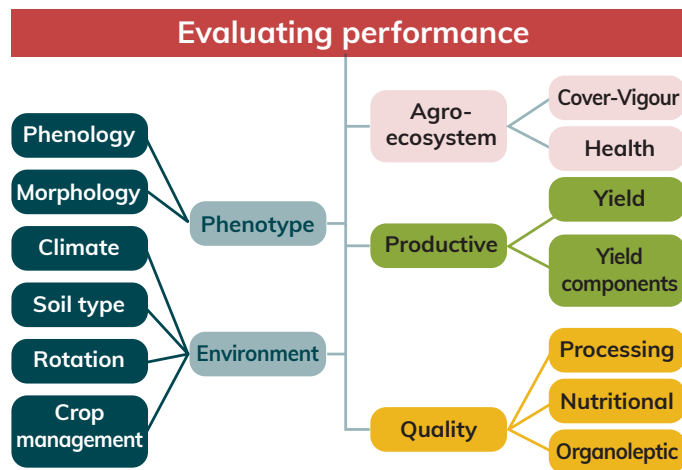 Evaluating performance
Phenology
Morphology
Climate
Soil type
Rotation
Crop
management
Phenotype
Environment
Agro-
ecosystem
Productive
Quality
Cover-Vigour
Health
Yield
Yield
components
Processing
Nutritional
Organoleptic